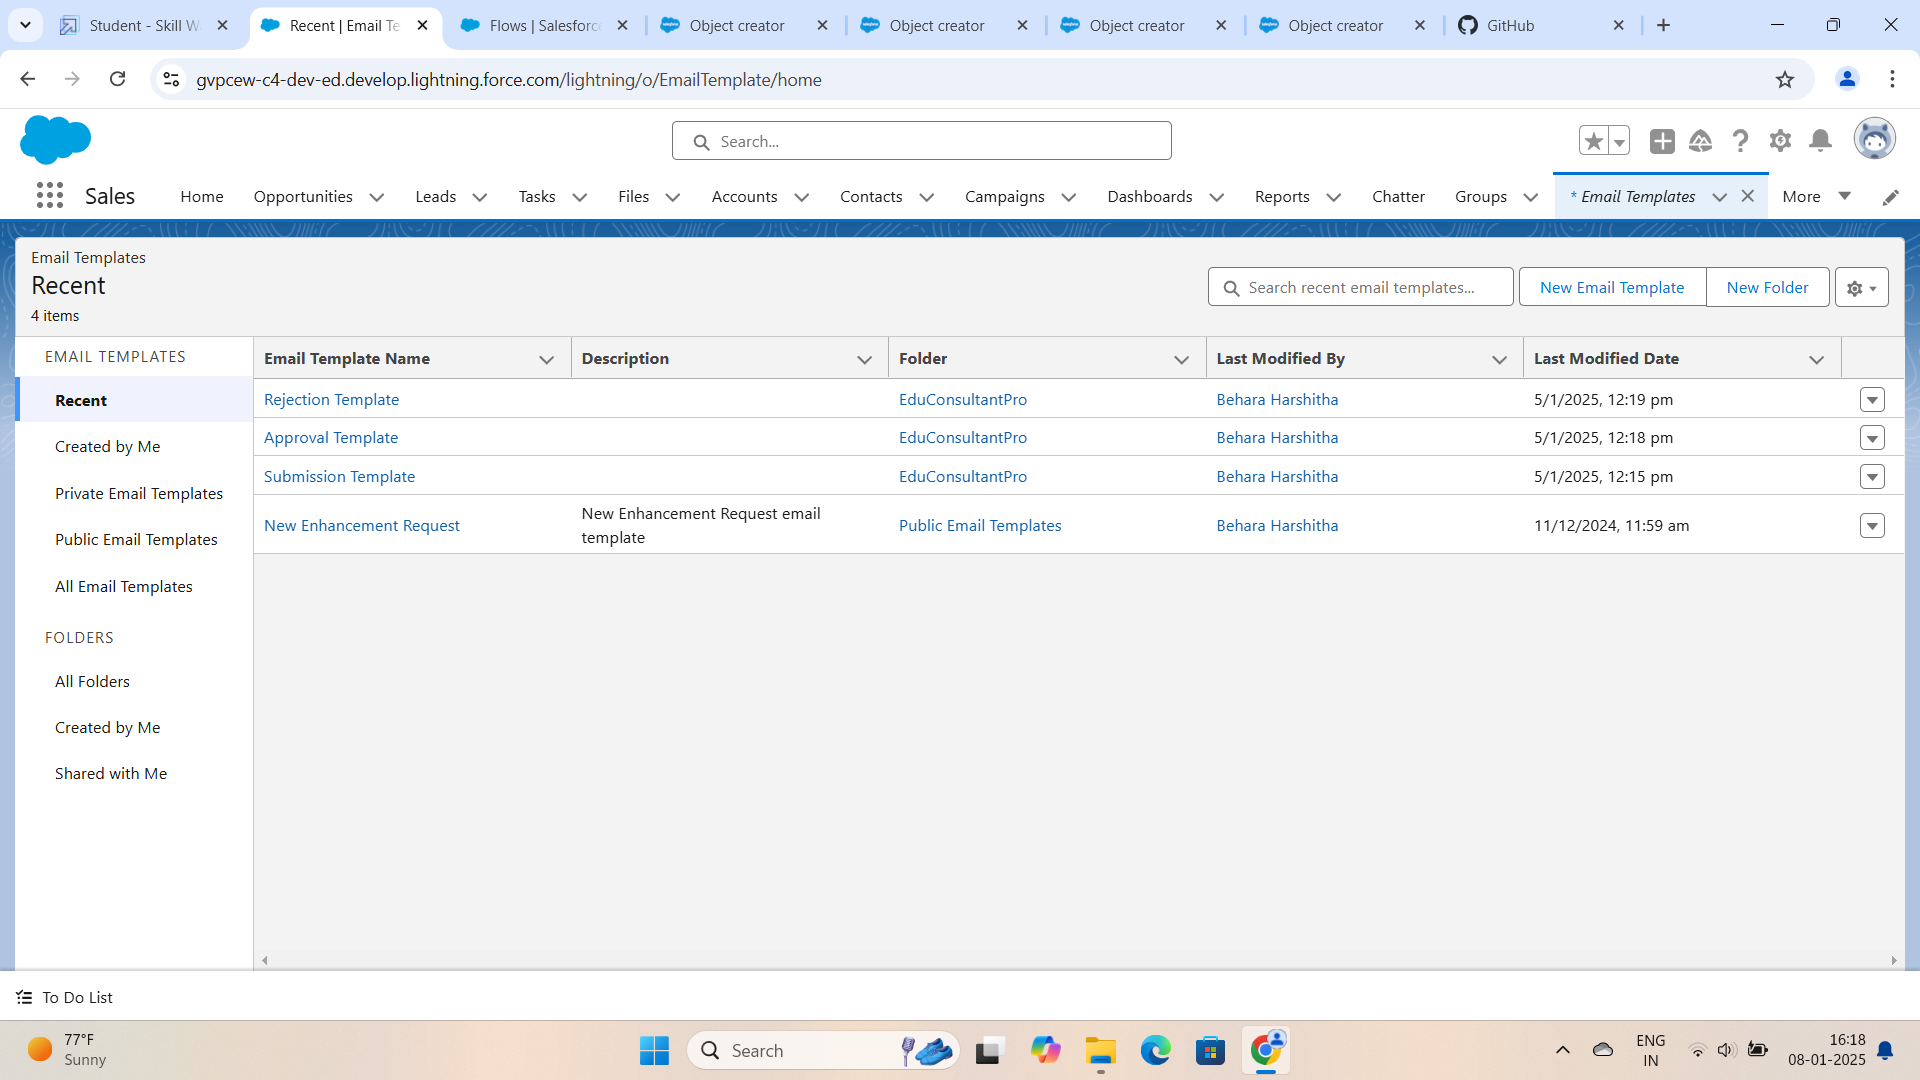 Student - Skill W
Recent | Email Te
Flows | Salesforc
Object creator
Object creator
Object creator
Object creator
GitHub
gvpcew-c4-dev-ed.develop.lightning.force.com/lightning/o/EmailTemplate/home
Search...
Sales
Home
Opportunities
Leads
Tasks
Files
Accounts
Contacts
Campaigns
Dashboards
Reports
Chatter
Groups
* Email Templates
More
Email Templates
Recent
4 items
Search recent email templates...
New Email Template
New Folder
EMAIL TEMPLATES
Recent
Created by Me
Private Email Templates
Public Email Templates
All Email Templates
FOLDERS
All Folders
Created by Me
Shared with Me
Email Template Name Description Folder Last Modified By Last Modified Date
Rejection Template EduConsultantPro Behara Harshitha 5/1/2025, 12:19 pm
Approval Template EduConsultantPro Behara Harshitha 5/1/2025, 12:18 pm
Submission Template EduConsultantPro Behara Harshitha 5/1/2025, 12:15 pm
New Enhancement Request New Enhancement Request email template Public Email Templates Behara Harshitha 11/12/2024, 11:59 am
To Do List
77°F
Sunny
Search
ENG
IN
16:18
08-01-2025